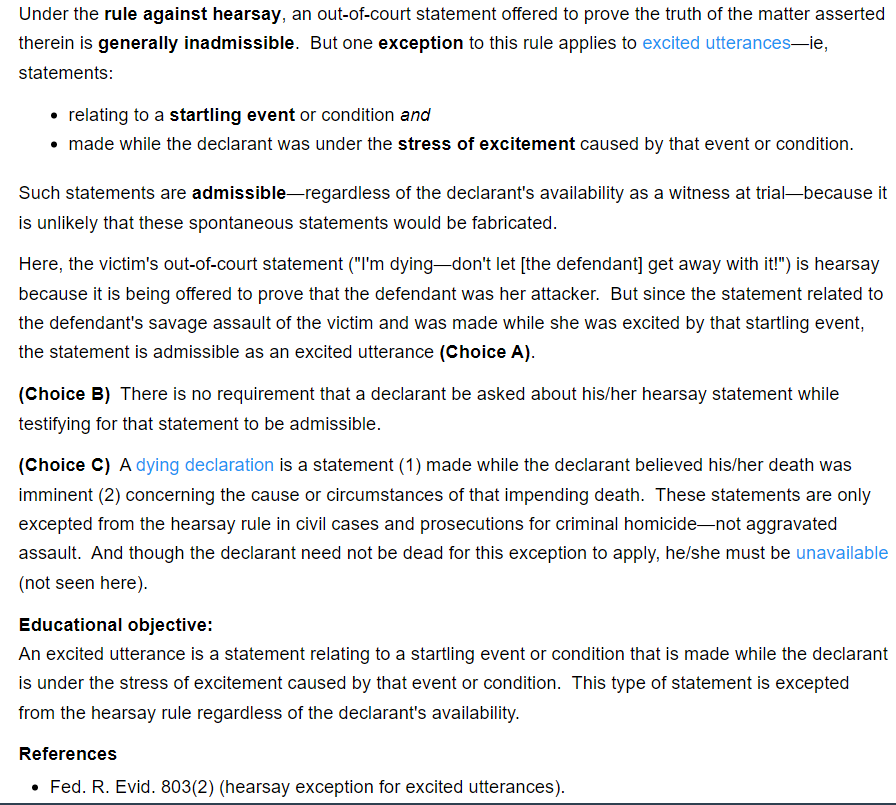 Under the rule against hearsay, an out-of-court statement offered to prove the truth of the matter asserted
therein is generally inadmissible.  But one exception to this rule applies to excited utterances—ie,
statements:
• relating to a startling event or condition and
• made while the declarant was under the stress of excitement caused by that event or condition.
Such statements are admissible—regardless of the declarant's availability as a witness at trial—because it
is unlikely that these spontaneous statements would be fabricated.
Here, the victim's out-of-court statement ("I'm dying—don't let [the defendant] get away with it!") is hearsay
because it is being offered to prove that the defendant was her attacker.  But since the statement related to
the defendant's savage assault of the victim and was made while she was excited by that startling event,
the statement is admissible as an excited utterance (Choice A).
(Choice B)  There is no requirement that a declarant be asked about his/her hearsay statement while
testifying for that statement to be admissible.
(Choice C)  A dying declaration is a statement (1) made while the declarant believed his/her death was
imminent (2) concerning the cause or circumstances of that impending death.  These statements are only
excepted from the hearsay rule in civil cases and prosecutions for criminal homicide—not aggravated
assault.  And though the declarant need not be dead for this exception to apply, he/she must be unavailable
(not seen here).
Educational objective:
An excited utterance is a statement relating to a startling event or condition that is made while the declarant
is under the stress of excitement caused by that event or condition.  This type of statement is excepted
from the hearsay rule regardless of the declarant's availability.
References
• Fed. R. Evid. 803(2) (hearsay exception for excited utterances).